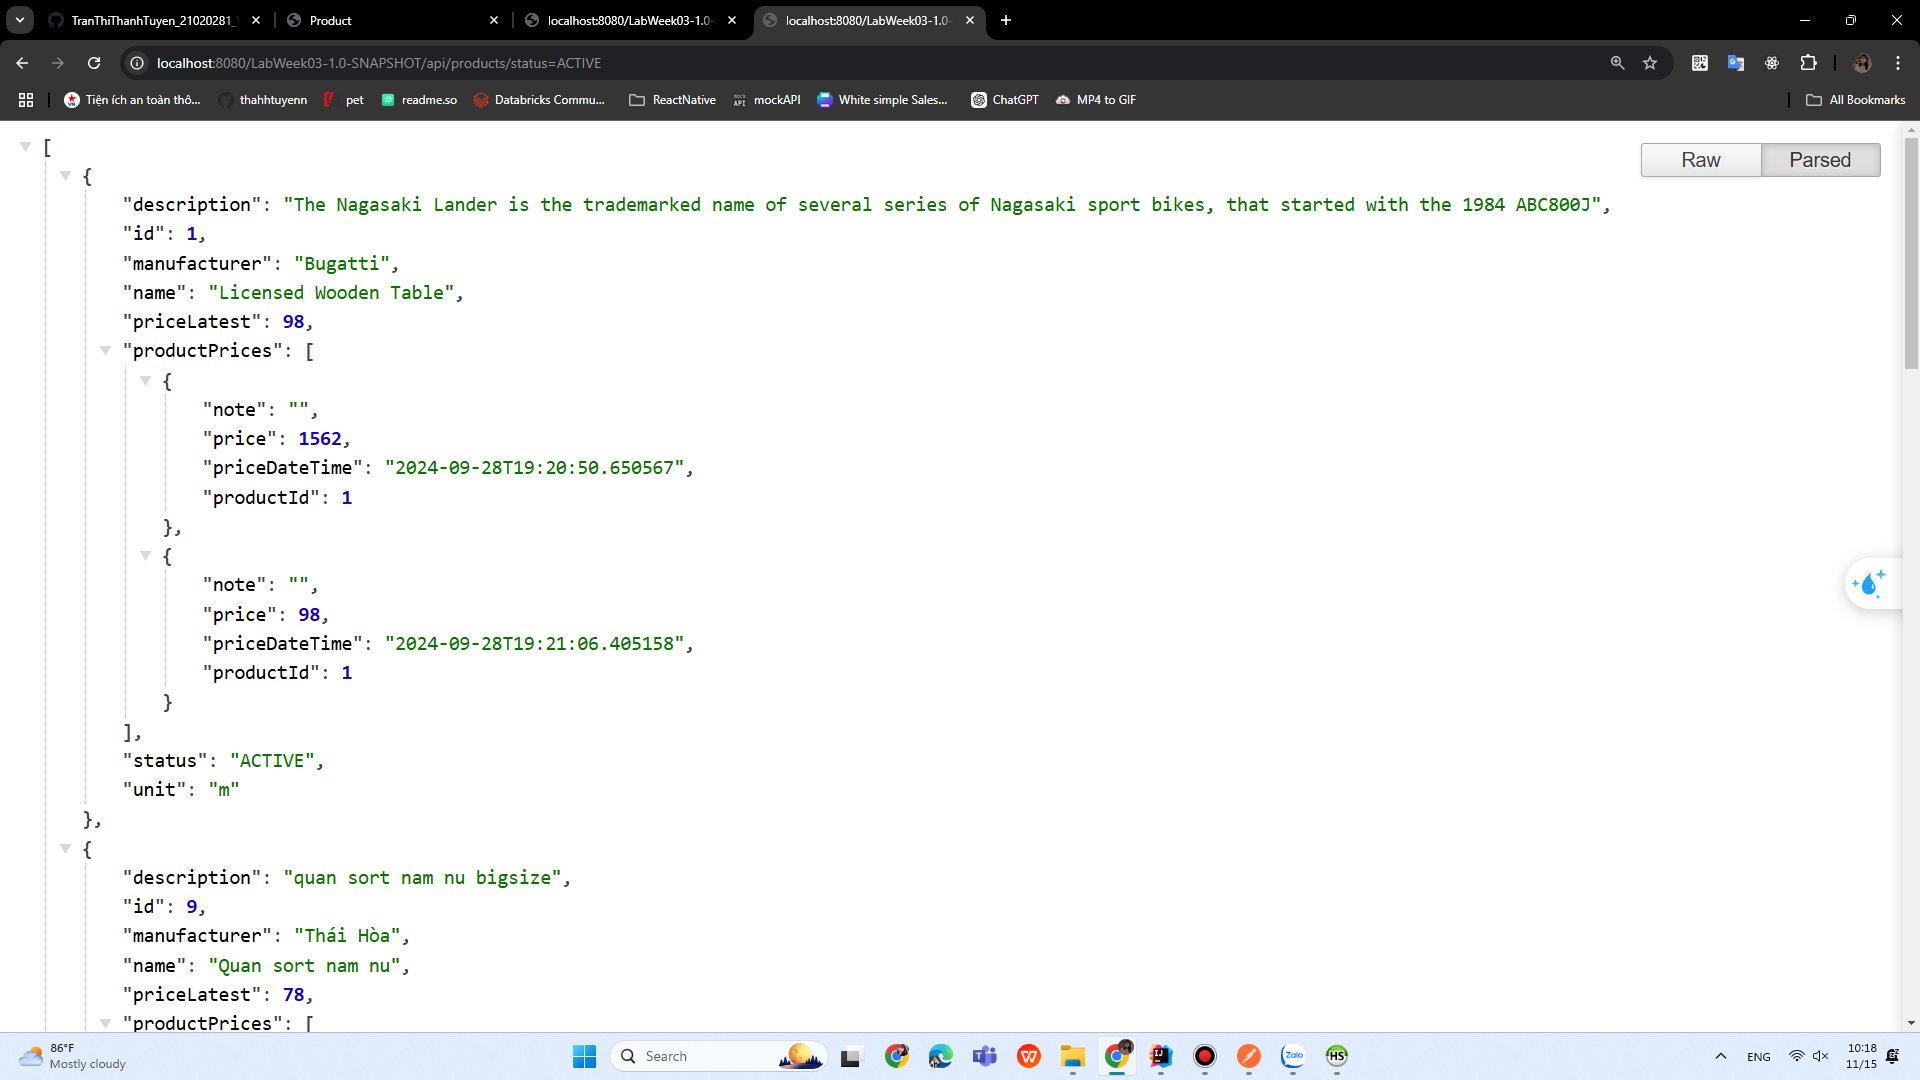 TranThiThanhTuyen_21020281_
Product
localhost:8080/LabWeek03-1.0-
localhost:8080/LabWeek03-1.0-
localhost:8080/LabWeek03-1.0-SNAPSHOT/api/products/status=ACTIVE
Tiện ích an toàn thô...
thahhtuyenn
pet
readme.so
Databricks Commu...
ReactNative
mock API
mockAPI
White simple Sales...
ChatGPT
MP4 to GIF
All Bookmarks
Raw
Parsed
[
{
"description": "The Nagasaki Lander is the trademarked name of several series of Nagasaki sport bikes, that started with the 1984 ABC800J",
"id": 1,
"manufacturer": "Bugatti",
"name": "Licensed Wooden Table",
"priceLatest": 98,
"productPrices": [
{
"note": "",
"price": 1562,
"priceDateTime": "2024-09-28T19:20:50.650567",
"productId": 1
},
{
"note": "",
"price": 98,
"priceDateTime": "2024-09-28T19:21:06.405158",
"productId": 1
}
],
"status": "ACTIVE",
"unit": "m"
},
{
"description": "quan sort nam nu bigsize",
"id": 9,
"manufacturer": "Thái Hòa",
"name": "Quan sort nam nu",
"priceLatest": 78,
"productPrices": [
86°F
Mostly cloudy
Search
Zalo
HS
ENG
10:18
11/15